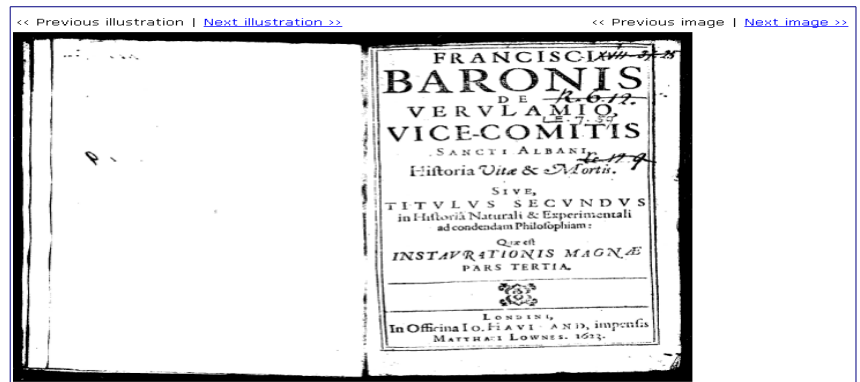 << Previous illustration | Next illustration >>
<< Previous image | Next image >>
FRANCISCI
BARONIS
DE
VERVLAMIO,
VICE-COMITIS
SANCTI ALBANI,
Hiſtoria Vitæ & Mortis.
SIVE,
TITVLVS SECVNDVS
in Hiſtoriâ Naturali & Experimentali
ad condendam Philoſophiam:
Quæ eſt
INSTAVRATIONIS MAGNÆ
PARS TERTIA.
LONDINI,
In Officina Io. HAVILAND, impenſis
MATTHÆI LOWNES. 1623.